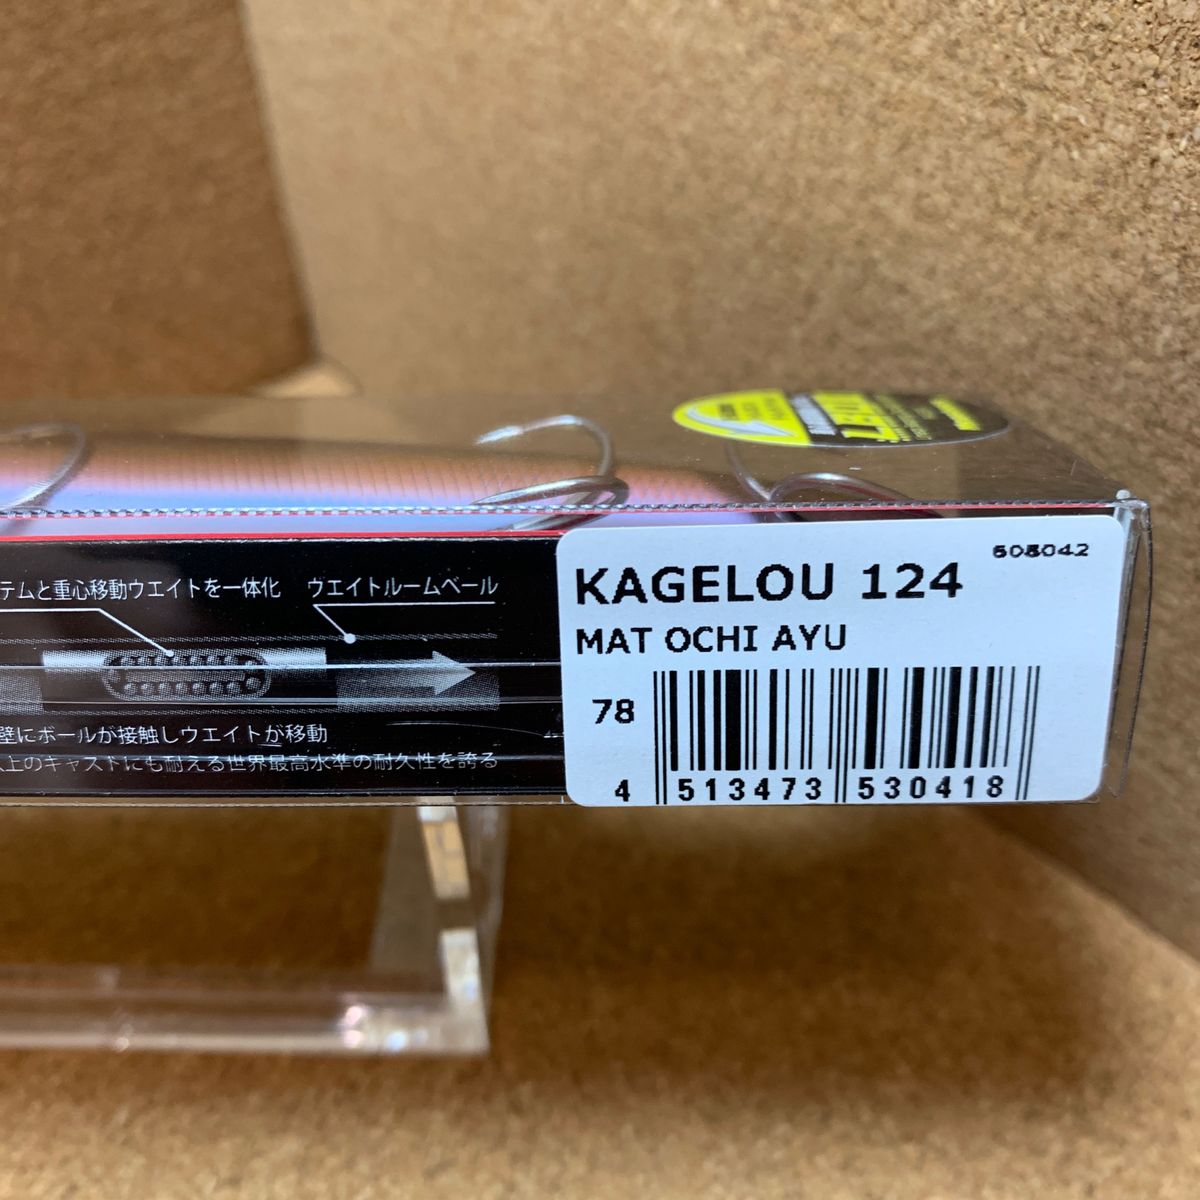 608042
KAGELOU 124
MAT OCHI AYU
78
4 513473 530418
テムと重心移動ウエイトを一体化 ヴエイトルームベール
壁にボールが接触しウエイトが移動
上のキャストにも耐える世界最高水準の耐久性を誇る